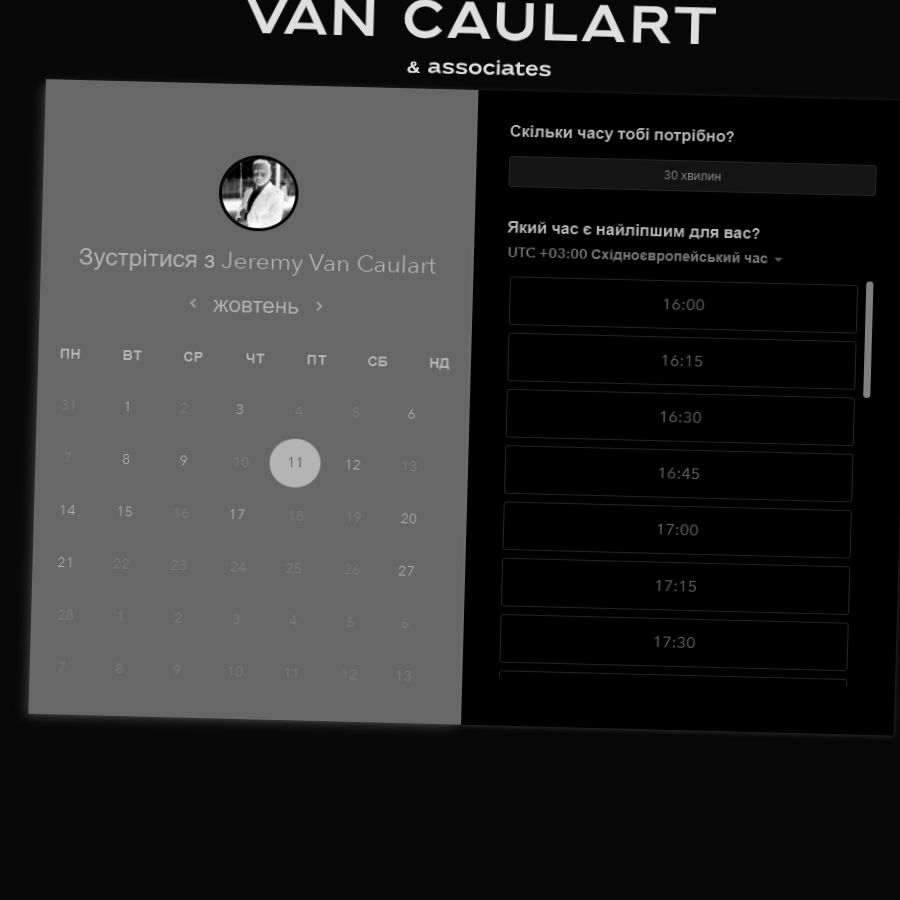 VAN CAULART
& associates
Зустрітися з Jeremy Van Caulart
жовтень
ПН ВТ СР ЧТ ПТ СБ НД
31 1 2 3 4 5 6
7 8 9 10 11 12 13
14 15 16 17 18 19 20
21 22 23 24 25 26 27
28 1 2 3 4 5 6
7 8 9 10 11 12 13
Скільки часу тобі потрібно?
30 хвилин
Який час є найліпшим для вас?
UTC +03:00 Східноєвропейський час
16:00
16:15
16:30
16:45
17:00
17:15
17:30